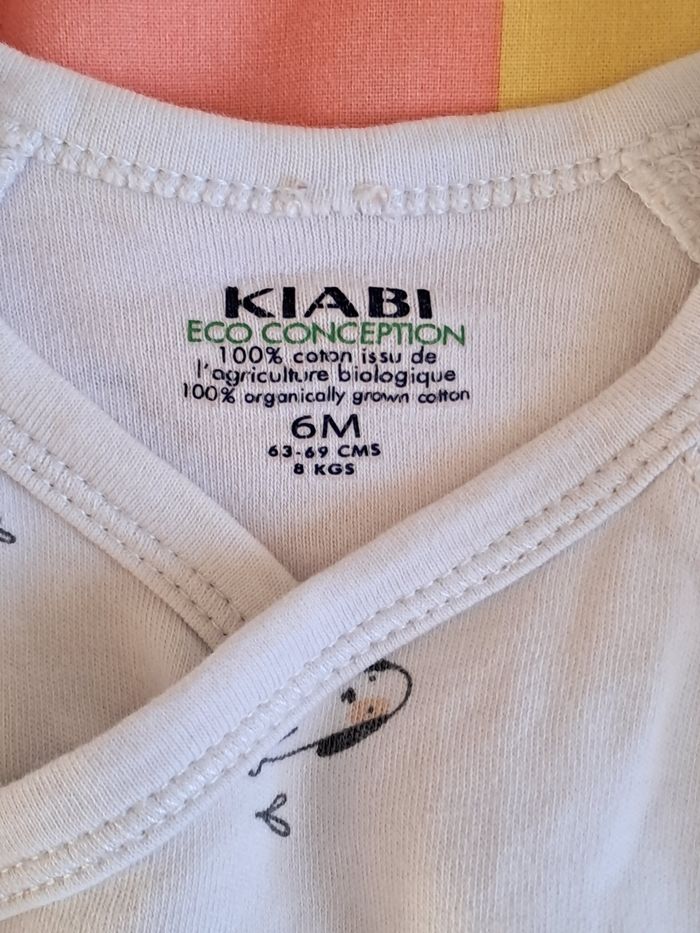 KIABI
ECO CONCEPTION
100% coton issu de
l'agriculture biologique
100% organically grown cotton
6M
63-69 CMS
8 KGS